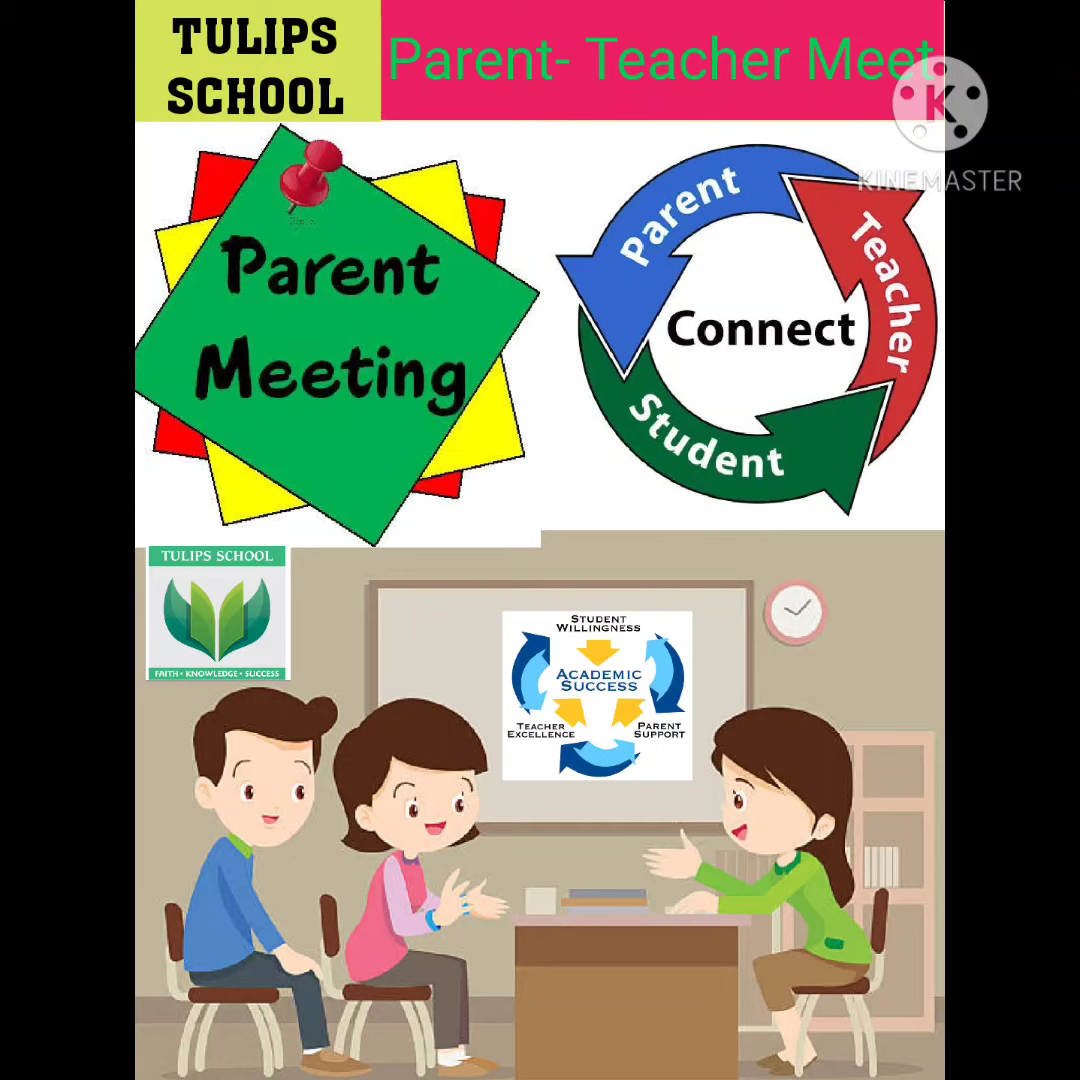 TULIPS
SCHOOL
Parent- Teacher Meet
K
KINEMASTER
Parent
Meeting
Parent
Teacher
Connect
Student
TULIPS SCHOOL
FAITH • KNOWLEDGE • SUCCESS
STUDENT
WILLINGNESS
ACADEMIC
SUCCESS
TEACHER
EXCELLENCE
PARENT
SUPPORT